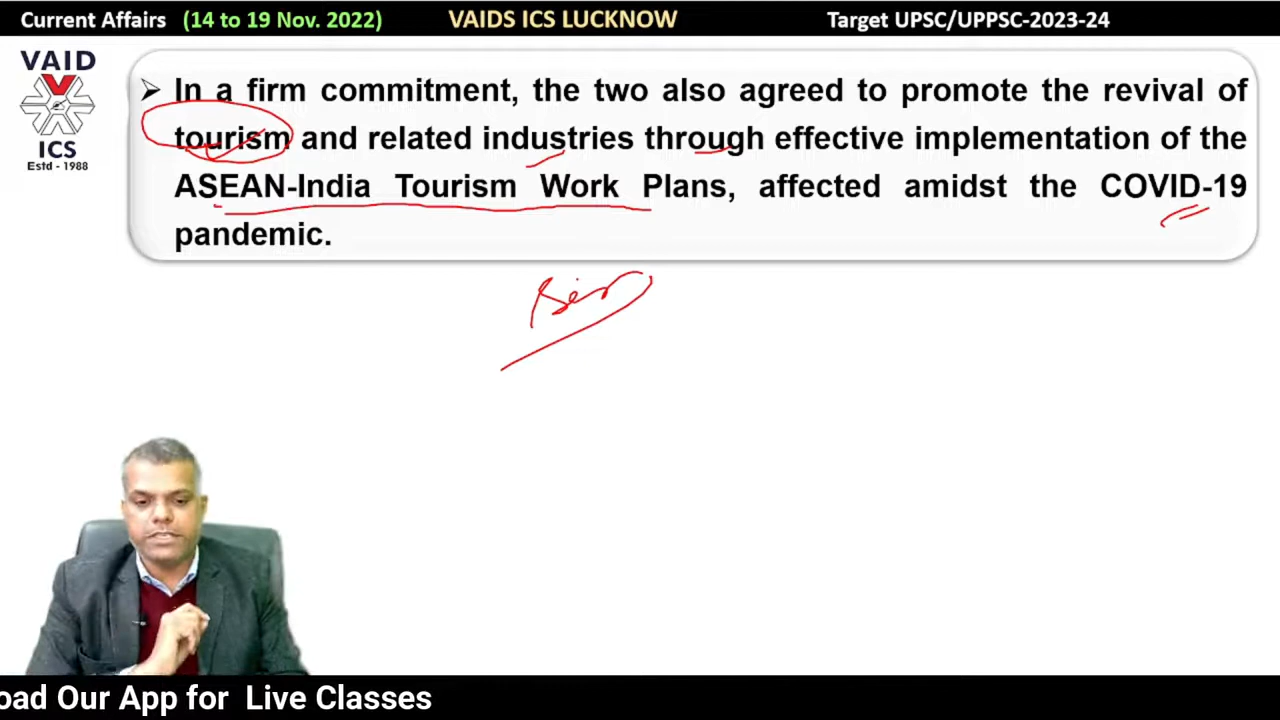 Current Affairs (14 to 19 Nov. 2022) VAIDS ICS LUCKNOW Target UPSC/UPPSC-2023-24
VAID
ICS
Estd - 1988
➢ In a firm commitment, the two also agreed to promote the revival of
tourism and related industries through effective implementation of the
ASEAN-India Tourism Work Plans, affected amidst the COVID-19
pandemic.
oad Our App for Live Classes